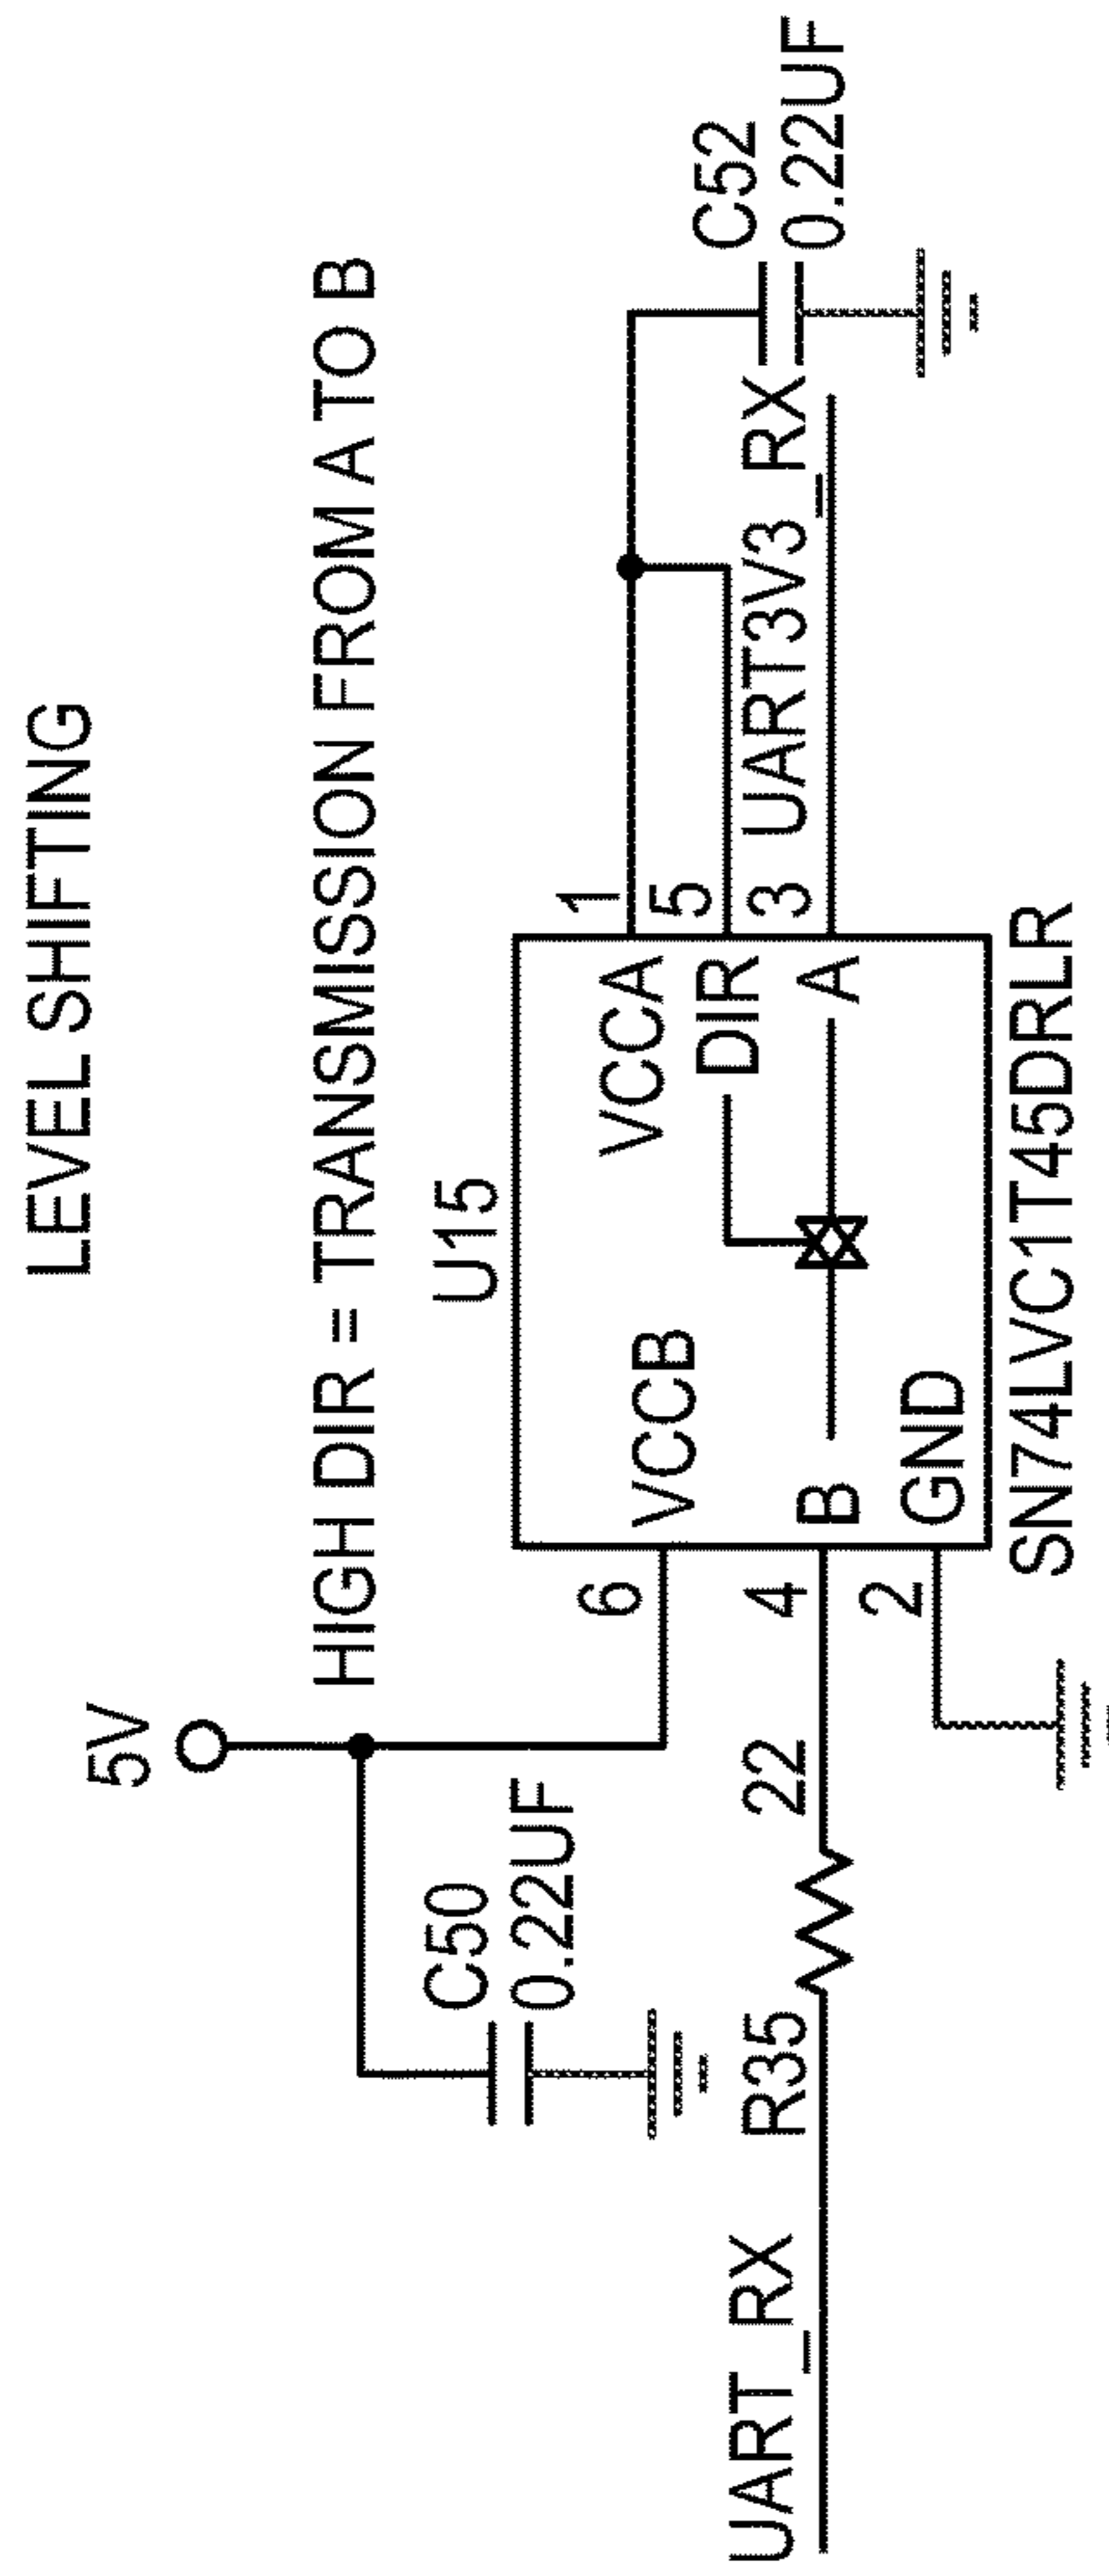 LEVEL SHIFTING
5V
HIGH DIR = TRANSMISSION FROM A TO B
C50
0.22UF
U15
6
VCCB
VCCA
1
DIR
5
C52
0.22UF
UART_RX
R35
22
4
B
A
3
UART3V3_RX
2
GND
SN74LVC1T45DRLR